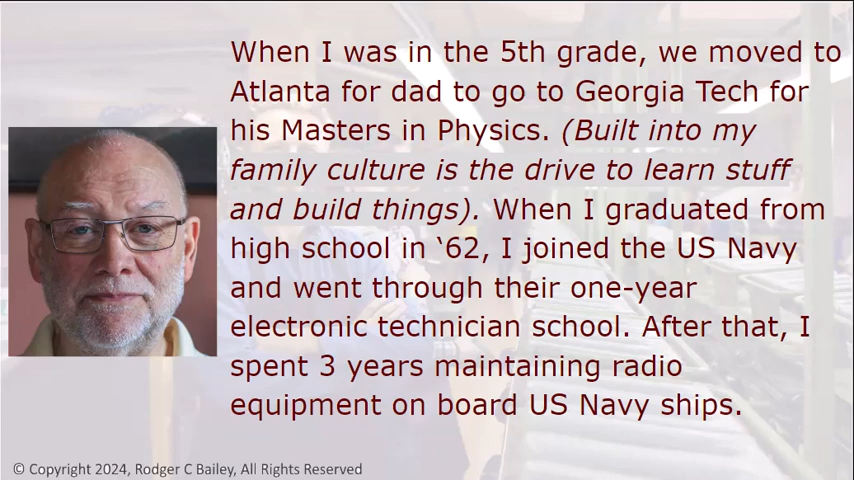 When I was in the 5th grade, we moved to
Atlanta for dad to go to Georgia Tech for
his Masters in Physics. (Built into my
family culture is the drive to learn stuff
and build things). When I graduated from
high school in ‘62, I joined the US Navy
and went through their one-year
electronic technician school. After that, I
spent 3 years maintaining radio
equipment on board US Navy ships.
© Copyright 2024, Rodger C Bailey, All Rights Reserved